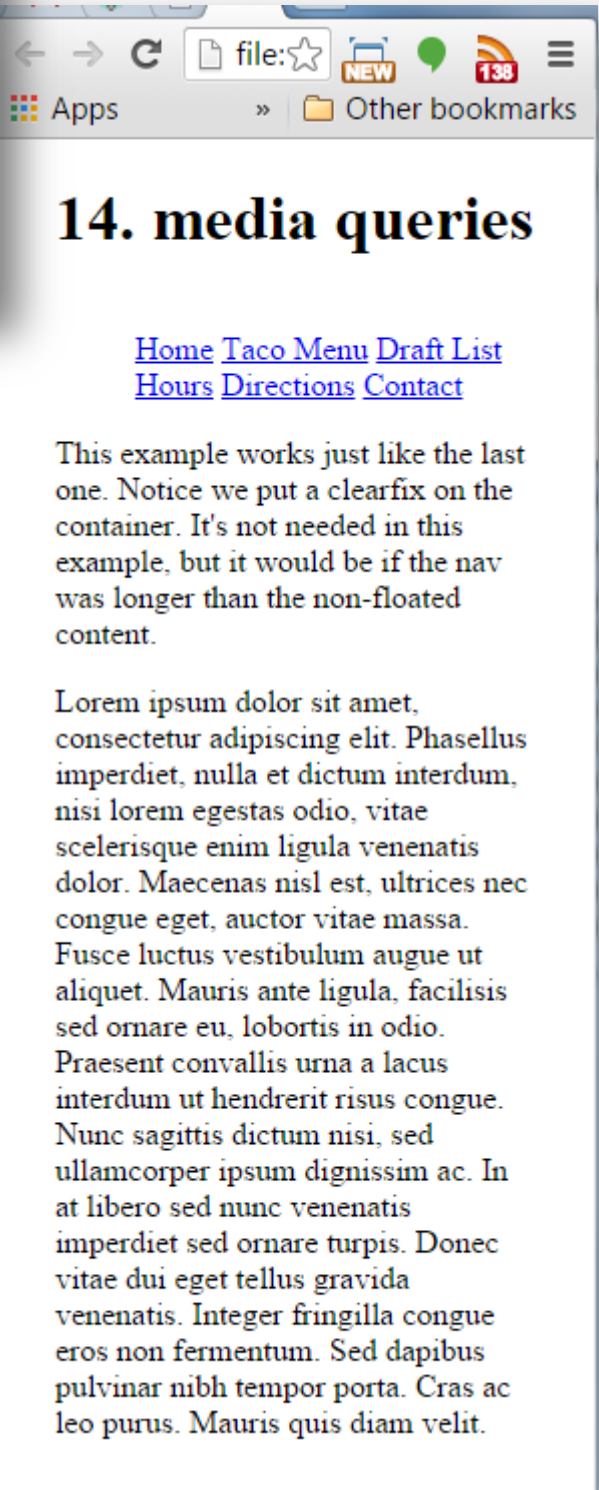 file:
NEW
138
Apps
» Other bookmarks
14. media queries
Home Taco Menu Draft List
Hours Directions Contact
This example works just like the last
one. Notice we put a clearfix on the
container. It's not needed in this
example, but it would be if the nav
was longer than the non-floated
content.
Lorem ipsum dolor sit amet,
consectetur adipiscing elit. Phasellus
imperdiet, nulla et dictum interdum,
nisi lorem egestas odio, vitae
scelerisque enim ligula venenatis
dolor. Maecenas nisl est, ultrices nec
congue eget, auctor vitae massa.
Fusce luctus vestibulum augue ut
aliquet. Mauris ante ligula, facilisis
sed ornare eu, lobortis in odio.
Praesent convallis urna a lacus
interdum ut hendrerit risus congue.
Nunc sagittis dictum nisi, sed
ullamcorper ipsum dignissim ac. In
at libero sed nunc venenatis
imperdiet sed ornare turpis. Donec
vitae dui eget tellus gravida
venenatis. Integer fringilla congue
eros non fermentum. Sed dapibus
pulvinar nibh tempor porta. Cras ac
leo purus. Mauris quis diam velit.